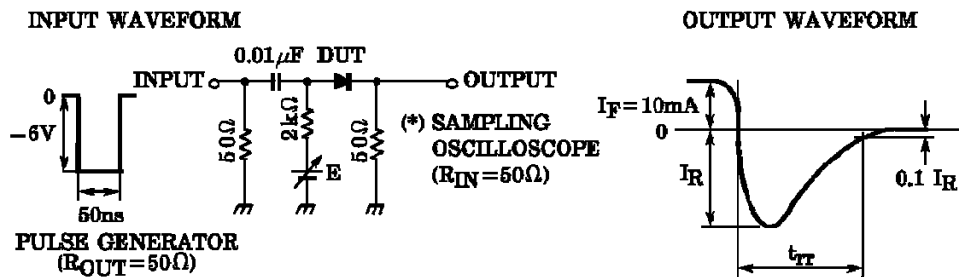 INPUT WAVEFORM
0
−6V
50ns
PULSE GENERATOR
(ROUT=50Ω)
0.01μF DUT
INPUT
OUTPUT
50Ω
2kΩ
E
50Ω
(*) SAMPLING
OSCILLOSCOPE
(RIN=50Ω)
OUTPUT WAVEFORM
IF=10mA
0
IR
0.1 IR
trr